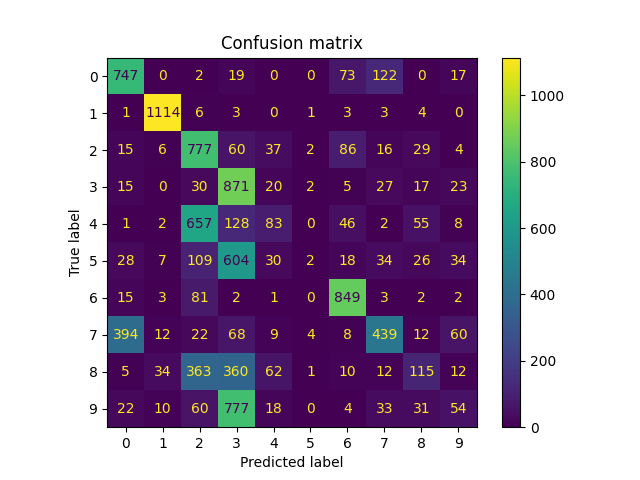 Confusion matrix
0 747 0 2 19 0 0 73 122 0 17
1 1 1114 6 3 0 1 3 3 4 0
2 15 6 777 60 37 2 86 16 29 4
3 15 0 30 871 20 2 5 27 17 23
4 1 2 657 128 83 0 46 2 55 8
5 28 7 109 604 30 2 18 34 26 34
6 15 3 81 2 1 0 849 3 2 2
7 394 12 22 68 9 4 8 439 12 60
8 5 34 363 360 62 1 10 12 115 12
9 22 10 60 777 18 0 4 33 31 54
0 1 2 3 4 5 6 7 8 9
Predicted label
True label
1000
800
600
400
200
0